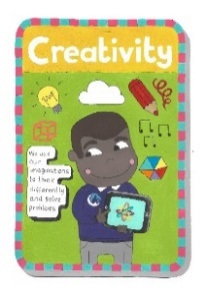 Creativity
We use
our
imaginations
to think
differently
and solve
problems.